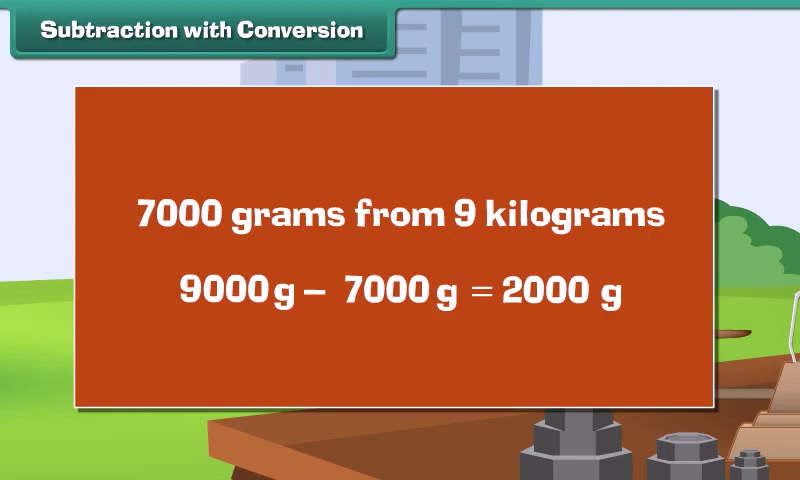 Subtraction with Conversion
7000 grams from 9 kilograms
9000 g – 7000 g = 2000 g